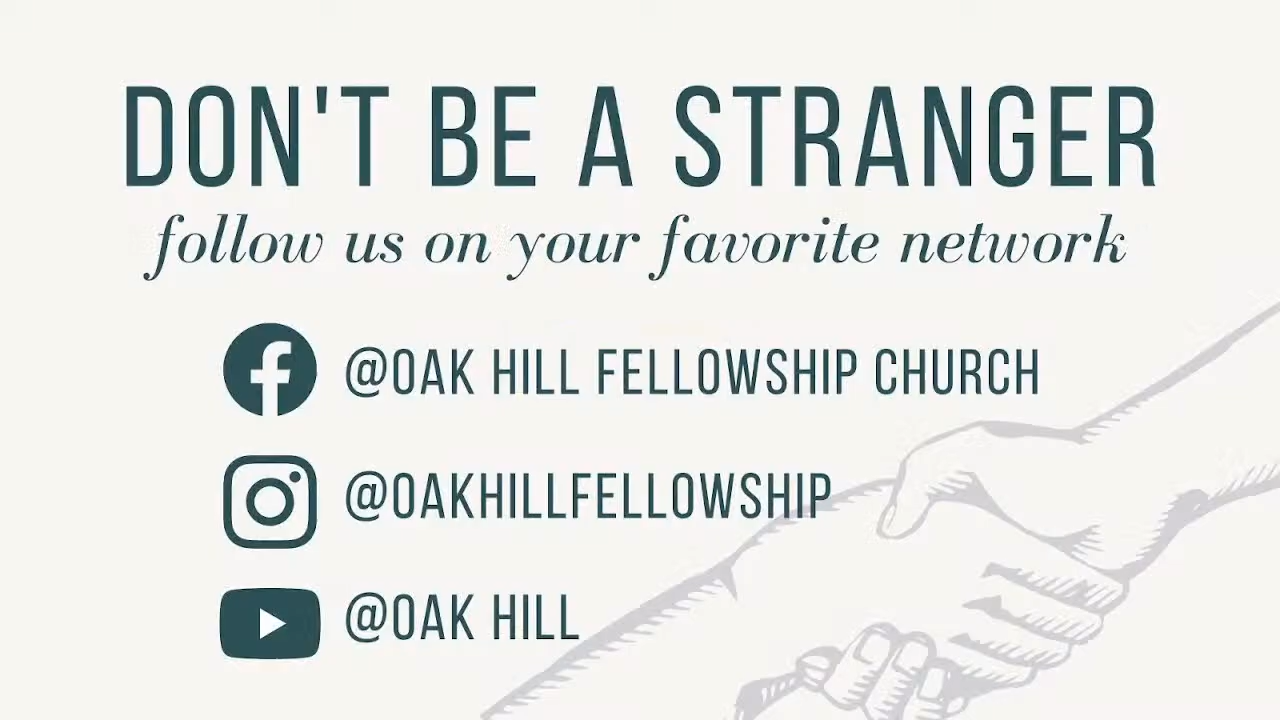 DON'T BE A STRANGER
follow us on your favorite network
@OAK HILL FELLOWSHIP CHURCH
@OAKHILLFELLOWSHIP
@OAK HILL